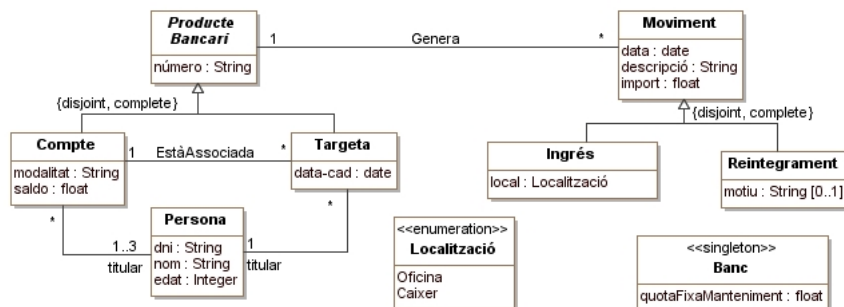 Producte
Bancari
número : String
1
Genera
*
Moviment
data : date
descripció : String
import : float
{disjoint, complete}
{disjoint, complete}
Compte
modalitat : String
saldo : float
1
EstàAssociada
*
Targeta
data-cad : date
Ingrés
local : Localització
Reintegrament
motiu : String [0..1]
*
1..3
titular
Persona
dni : String
nom : String
edat : Integer
1
titular
*
<<enumeration>>
Localització
Oficina
Caixer
<<singleton>>
Banc
quotaFixaManteniment : float